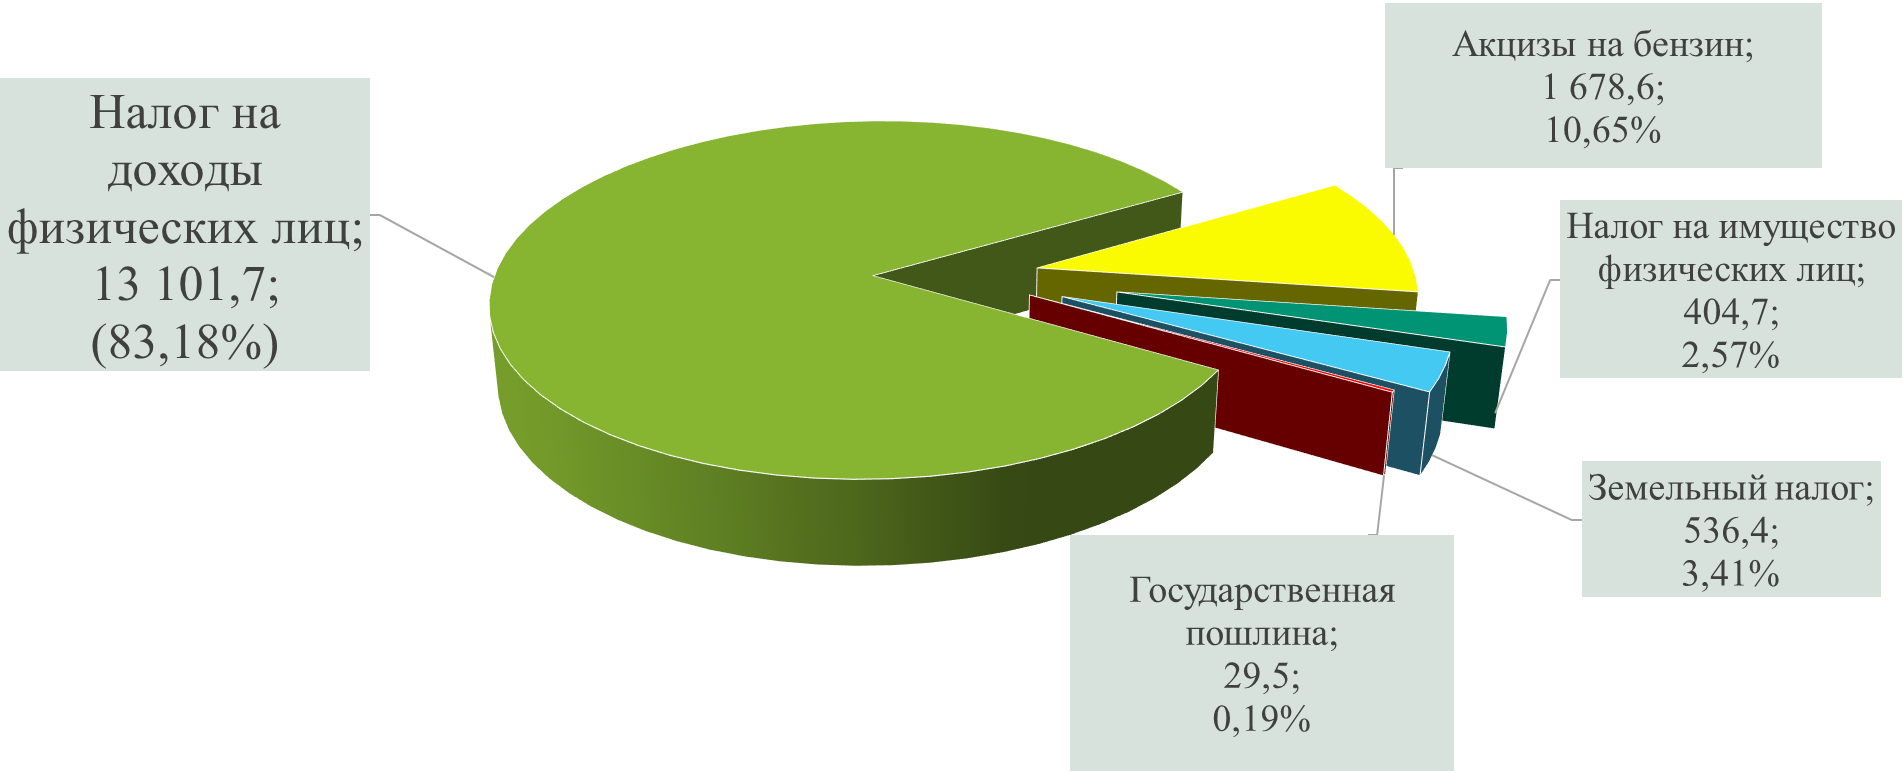 Налог на
доходы
физических лиц;
13 101,7;
(83,18%)
Акцизы на бензин;
1 678,6;
10,65%
Налог на имущество
физических лиц;
404,7;
2,57%
Земельный налог;
536,4;
3,41%
Государственная
пошлина;
29,5;
0,19%